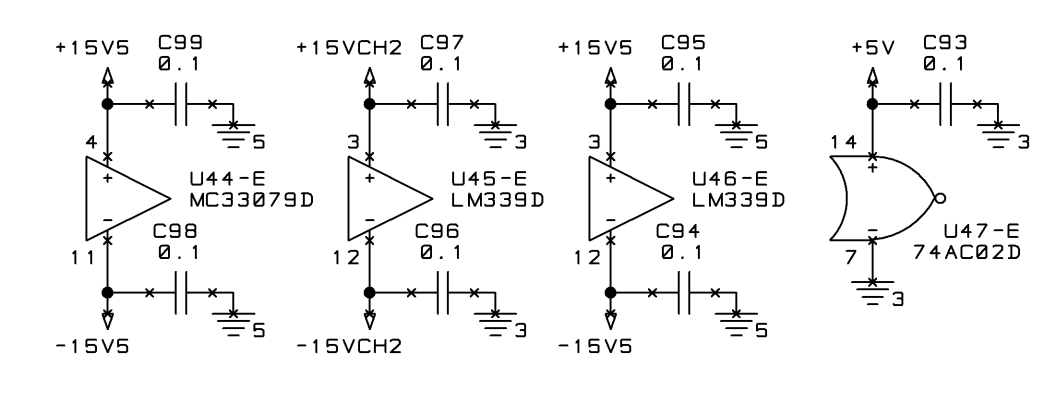 +15V5
C99
0.1
5
4
+
-
U44-E
MC33079D
11
C98
0.1
5
-15V5
+15VCH2
C97
0.1
3
3
+
-
U45-E
LM339D
12
C96
0.1
3
-15VCH2
+15V5
C95
0.1
5
3
+
-
U46-E
LM339D
12
C94
0.1
5
-15V5
+5V
C93
0.1
3
14
+
-
U47-E
74AC02D
7
3